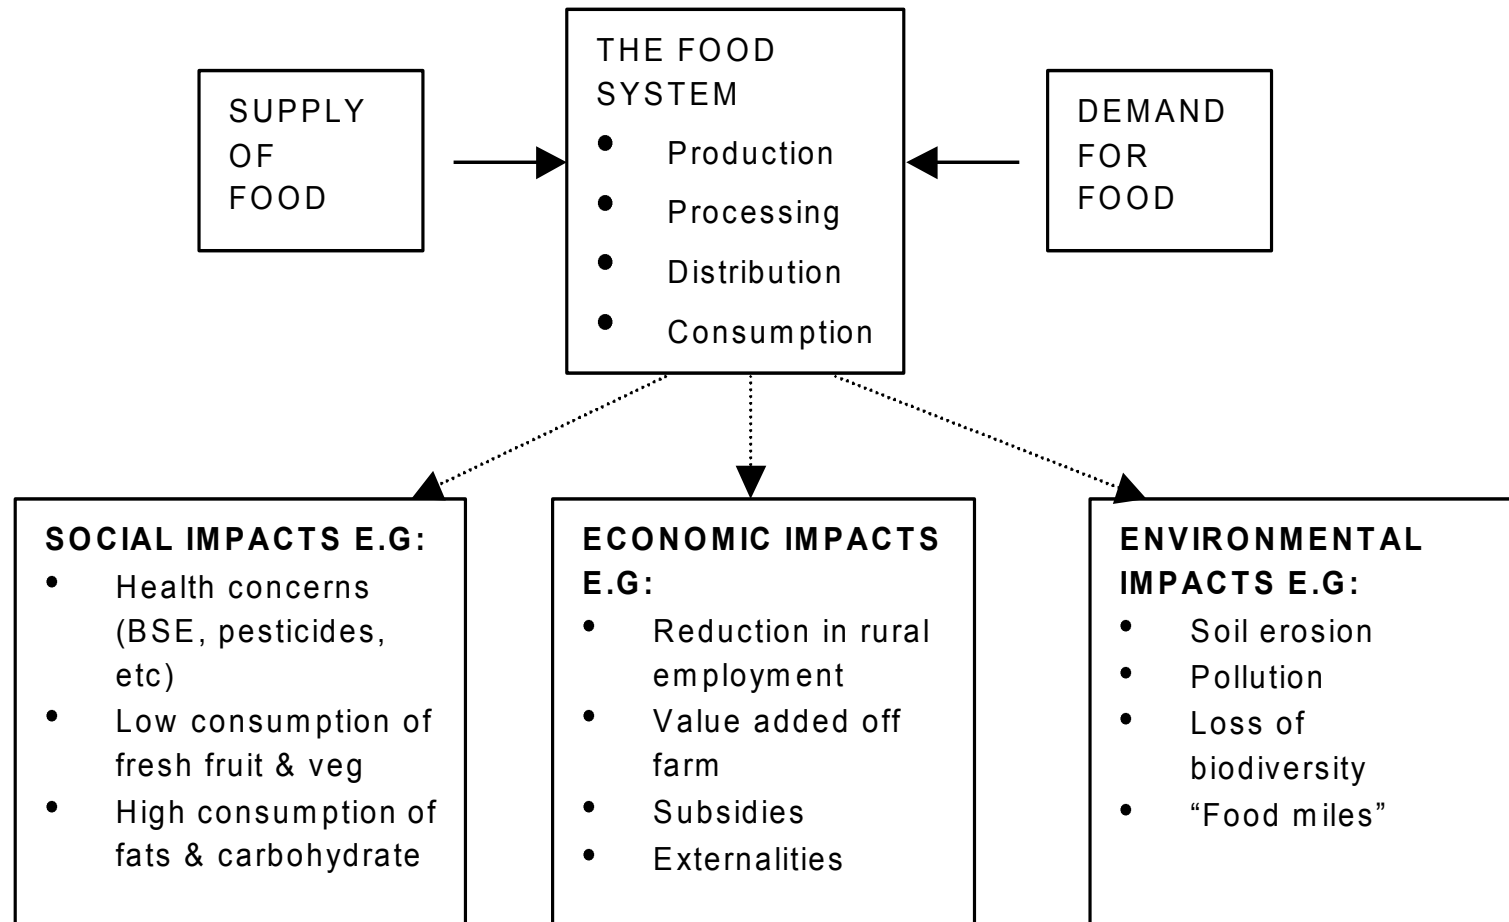 SUPPLY
OF
FOOD
THE FOOD
SYSTEM
• Production
• Processing
• Distribution
• Consumption
DEMAND
FOR
FOOD
SOCIAL IMPACTS E.G:
• Health concerns
(BSE, pesticides,
etc)
• Low consumption of
fresh fruit & veg
• High consumption of
fats & carbohydrate
ECONOMIC IMPACTS
E.G:
• Reduction in rural
employment
• Value added off
farm
• Subsidies
• Externalities
ENVIRONMENTAL
IMPACTS E.G:
• Soil erosion
• Pollution
• Loss of
biodiversity
• “Food miles”